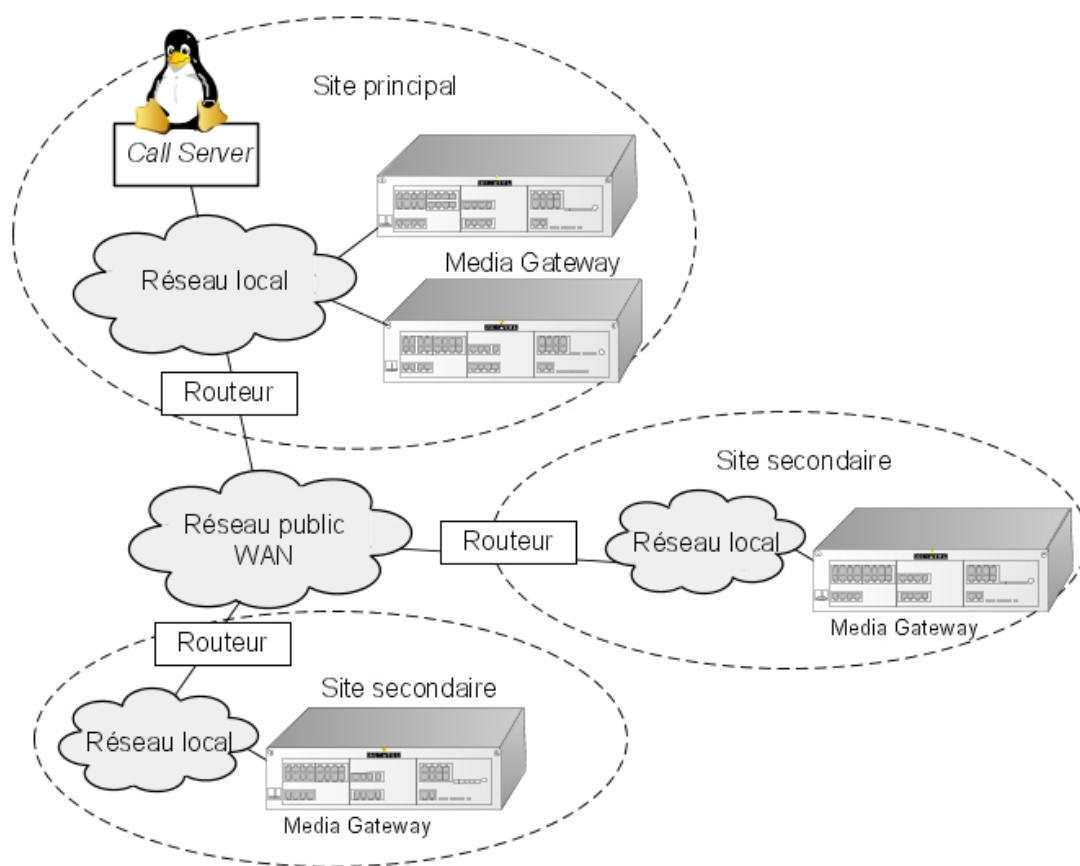 Site principal
Call Server
Réseau local
Media Gateway
Routeur
Site secondaire
Réseau public
WAN
Routeur
Réseau local
Media Gateway
Routeur
Site secondaire
Réseau local
Media Gateway